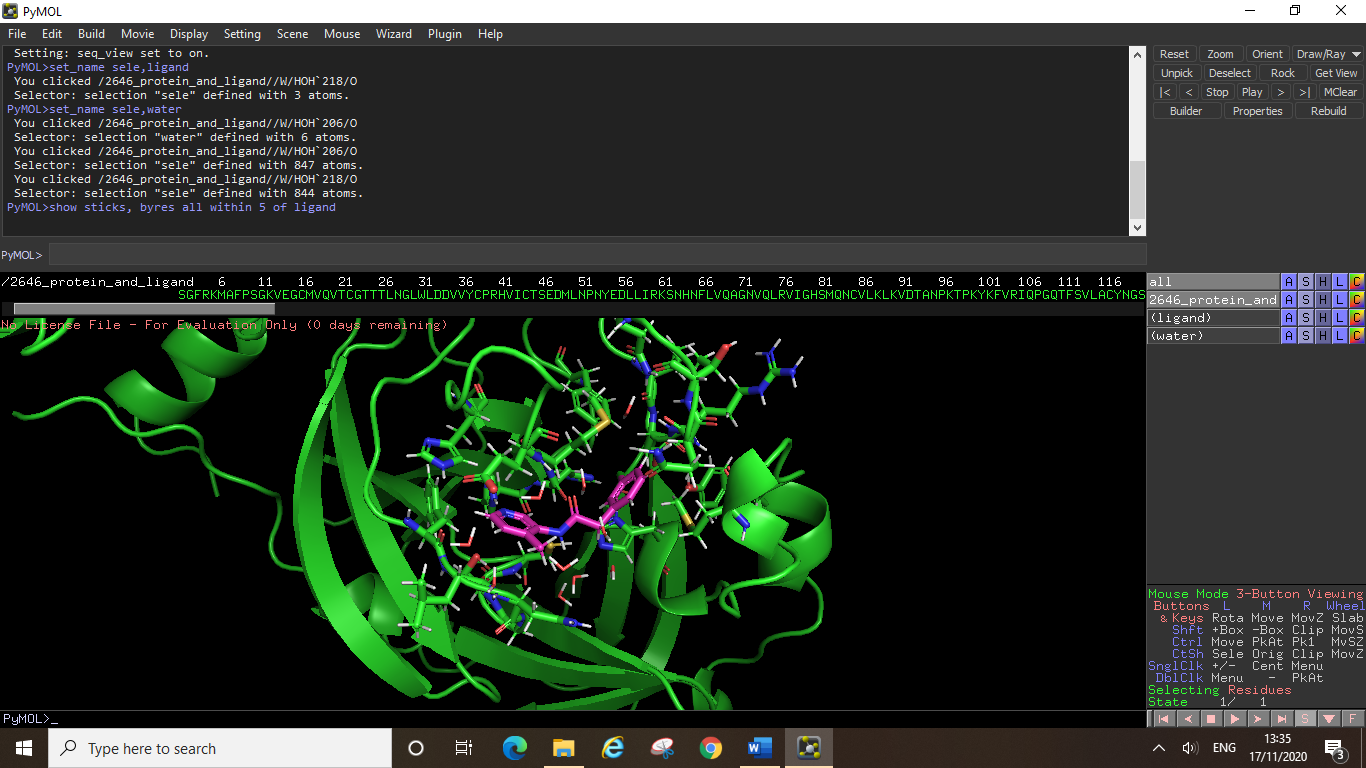 PyMOL
File Edit Build Movie Display Setting Scene Mouse Wizard Plugin Help
Setting: seq_view set to on.
PyMOL>set_name sele,ligand
You clicked /2646_protein_and_ligand//W/HOH`218/O
Selector: selection "sele" defined with 3 atoms.
PyMOL>set_name sele,water
You clicked /2646_protein_and_ligand//W/HOH`206/O
Selector: selection "water" defined with 6 atoms.
You clicked /2646_protein_and_ligand//W/HOH`206/O
Selector: selection "sele" defined with 847 atoms.
You clicked /2646_protein_and_ligand//W/HOH`218/O
Selector: selection "sele" defined with 844 atoms.
PyMOL>show sticks, byres all within 5 of ligand
PyMOL>
Reset Zoom Orient Draw/Ray
Unpick Deselect Rock Get View
|< < Stop Play > >| MClear
Builder Properties Rebuild
/2646_protein_and_ligand 6 11 16 21 26 31 36 41 46 51 56 61 66 71 76 81 86 91 96 101 106 111 116
SGFRKMAFPSGKVEGCMVQVTCGTTTLNGLWLDDVVYCPRHVICTSEDMLNPNYEDLLIRKSNHNFLVQAGNVQLRVIGHSMQNCVLKLKVDTANPKTPKYKFVRIQPGQTFSVLACYNGS
No License File - For Evaluation Only (0 days remaining)
all A S H L C
2646_protein_and A S H L C
(ligand) A S H L C
(water) A S H L C
Mouse Mode 3-Button Viewing
Buttons L M R Wheel
& Keys Rota Move MovZ Slab
Shft +Box -Box Clip MovS
Ctrl Move PkAt Pk1 MvSZ
CtSh Sele Orig Clip MovZ
SnglClk +/- Cent Menu
DblClk Menu - PkAt
Selecting Residues
State 1/ 1
PyMOL>_
S F
Type here to search
ENG
13:35
17/11/2020
3